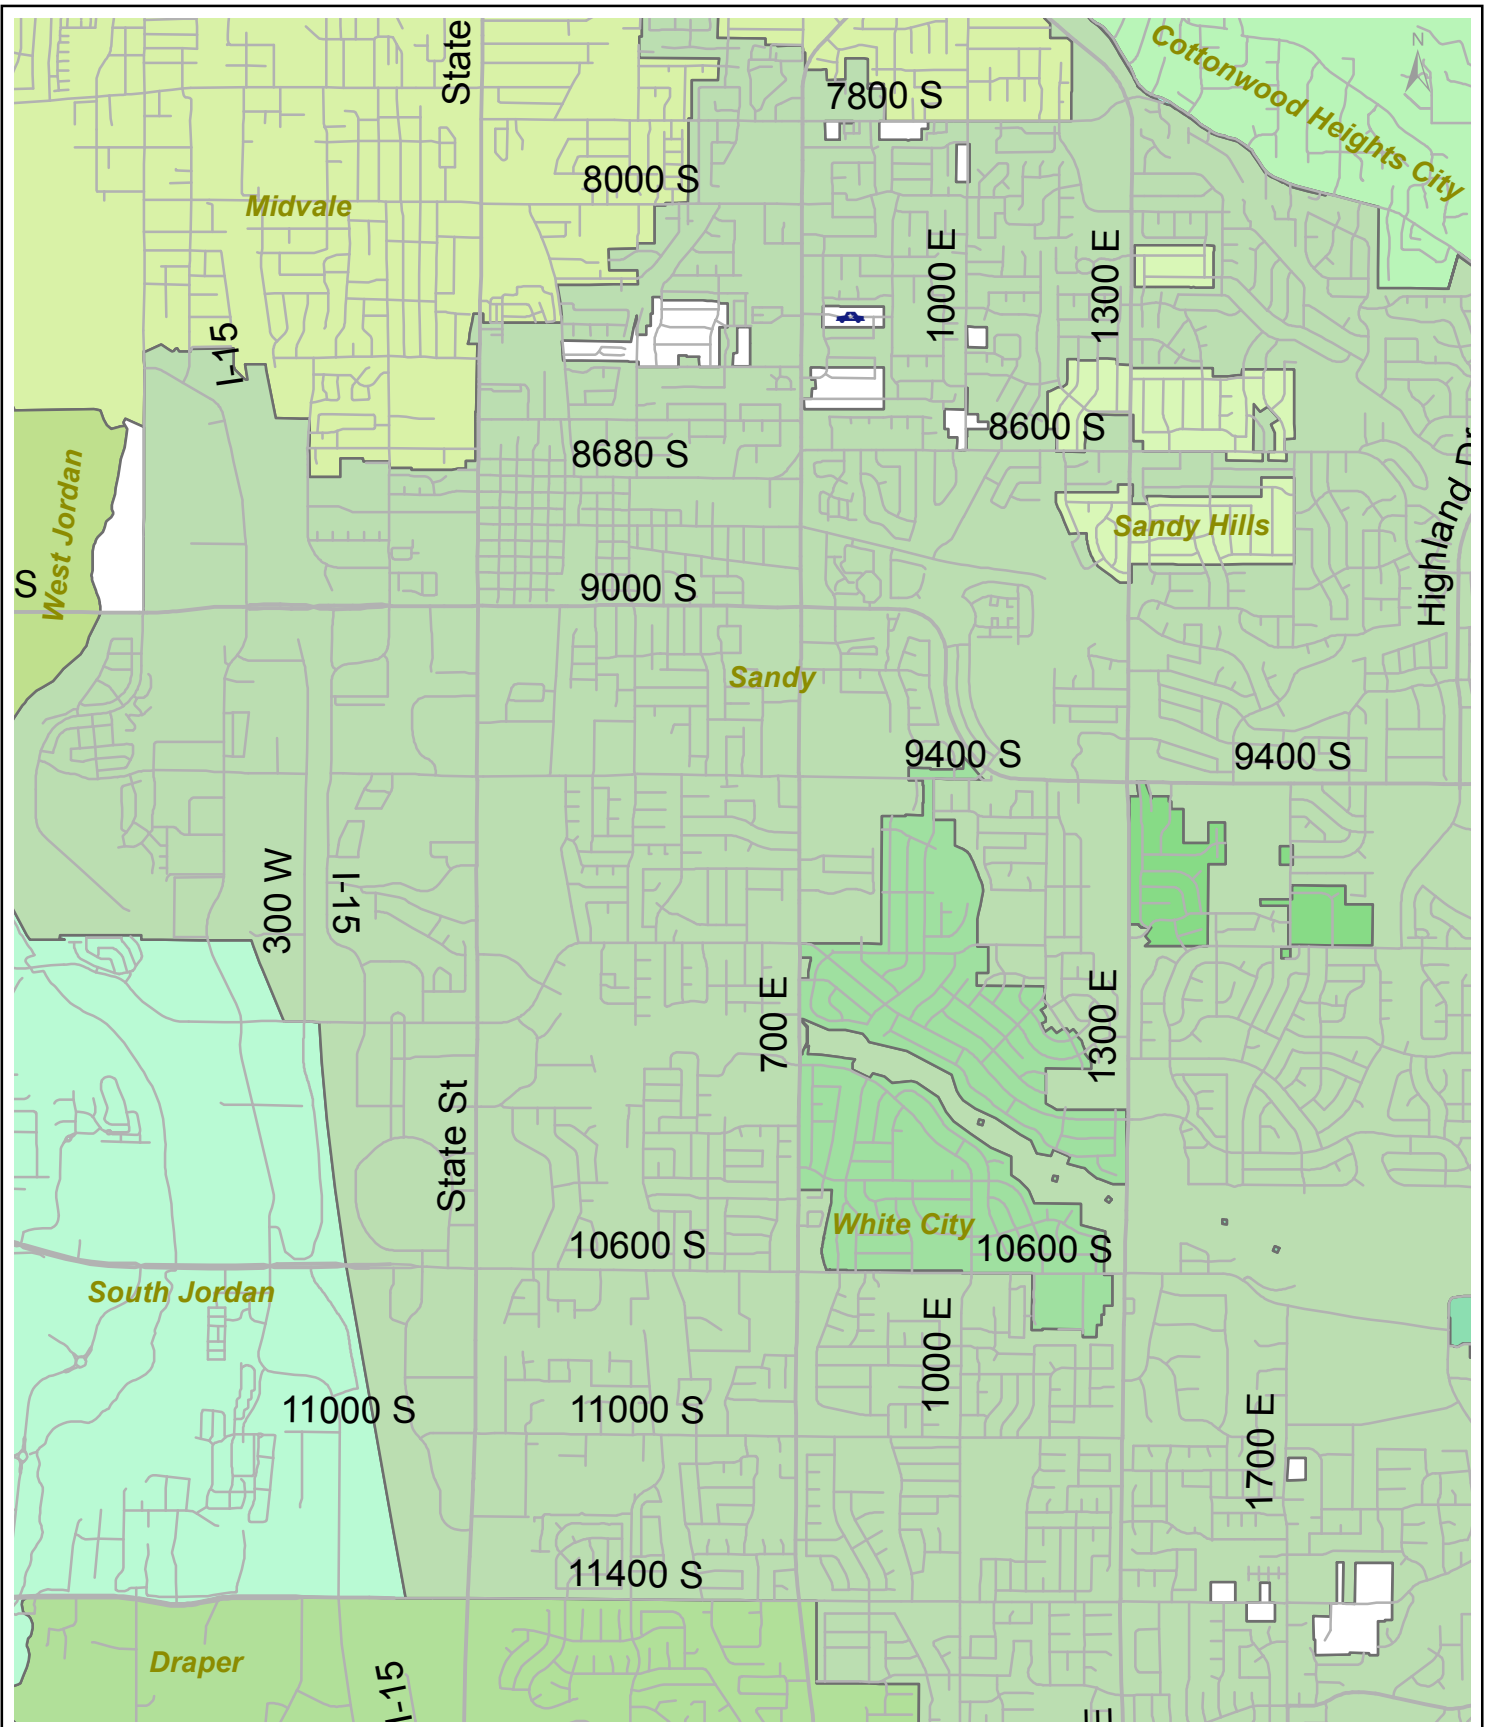 State
N
Cottonwood Heights City
7800 S
8000 S
Midvale
1000 E
1300 E
I-15
8600 S
8680 S
West Jordan
Highland Dr
Sandy Hills
S
9000 S
Sandy
9400 S
9400 S
300 W
I-15
700 E
1300 E
State St
White City
10600 S
10600 S
South Jordan
1000 E
11000 S
11000 S
1700 E
11400 S
Draper
I-15
E